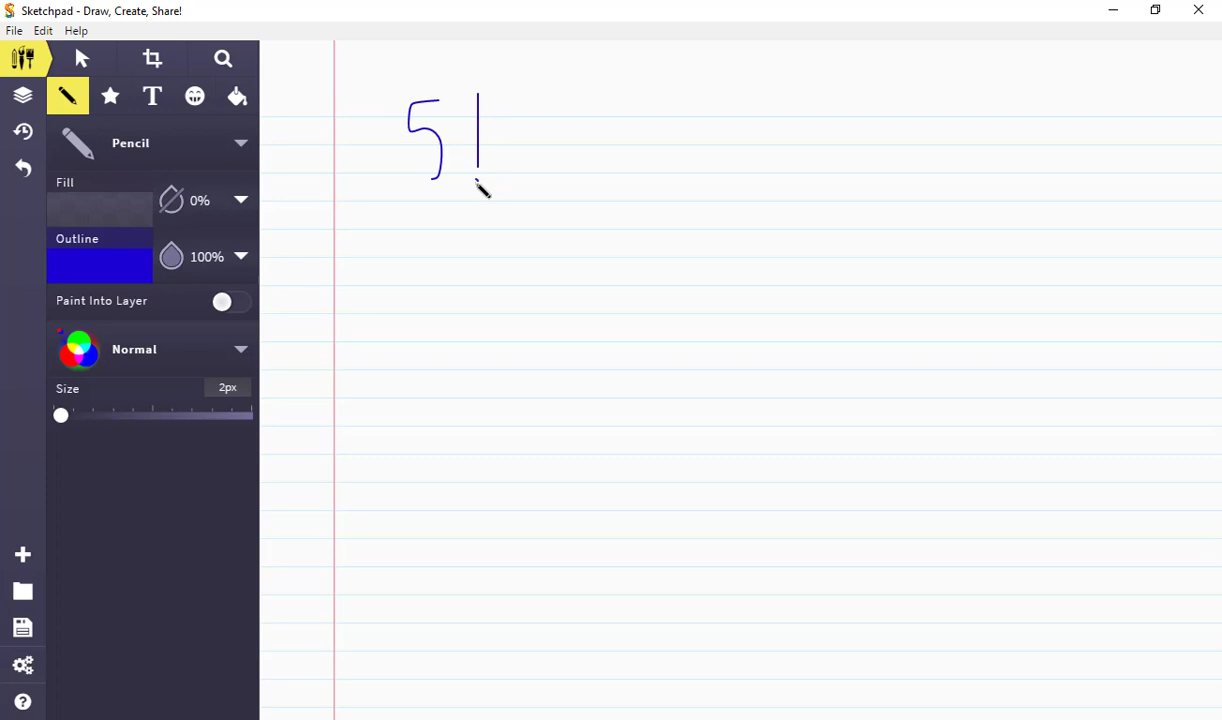 Sketchpad - Draw, Create, Share!
File Edit Help
T
Pencil
Fill
0%
Outline
100%
Paint Into Layer
Normal
Size 2px
5!